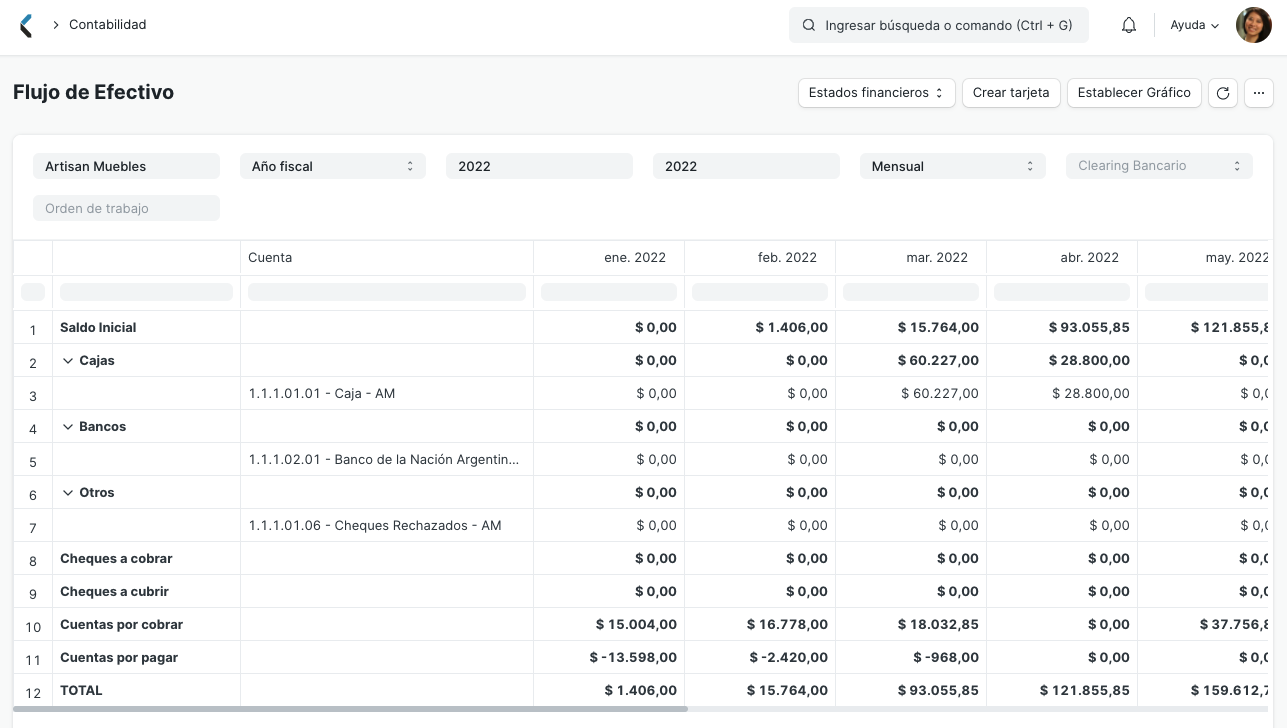 Contabilidad
Ingresar búsqueda o comando (Ctrl + G)
Ayuda
Flujo de Efectivo
Estados financieros
Crear tarjeta
Establecer Gráfico
Artisan Muebles
Año fiscal
2022
2022
Mensual
Clearing Bancario
Orden de trabajo
Cuenta ene. 2022 feb. 2022 mar. 2022 abr. 2022 may. 2022
1 Saldo Inicial $ 0,00 $ 1.406,00 $ 15.764,00 $ 93.055,85 $ 121.855,8
2 Cajas $ 0,00 $ 0,00 $ 60.227,00 $ 28.800,00 $ 0,0
3 1.1.1.01.01 - Caja - AM $ 0,00 $ 0,00 $ 60.227,00 $ 28.800,00 $ 0,0
4 Bancos $ 0,00 $ 0,00 $ 0,00 $ 0,00 $ 0,0
5 1.1.1.02.01 - Banco de la Nación Argentin... $ 0,00 $ 0,00 $ 0,00 $ 0,00 $ 0,0
6 Otros $ 0,00 $ 0,00 $ 0,00 $ 0,00 $ 0,0
7 1.1.1.01.06 - Cheques Rechazados - AM $ 0,00 $ 0,00 $ 0,00 $ 0,00 $ 0,0
8 Cheques a cobrar $ 0,00 $ 0,00 $ 0,00 $ 0,00 $ 0,0
9 Cheques a cubrir $ 0,00 $ 0,00 $ 0,00 $ 0,00 $ 0,0
10 Cuentas por cobrar $ 15.004,00 $ 16.778,00 $ 18.032,85 $ 0,00 $ 37.756,8
11 Cuentas por pagar $ -13.598,00 $ -2.420,00 $ -968,00 $ 0,00 $ 0,0
12 TOTAL $ 1.406,00 $ 15.764,00 $ 93.055,85 $ 121.855,85 $ 159.612,7